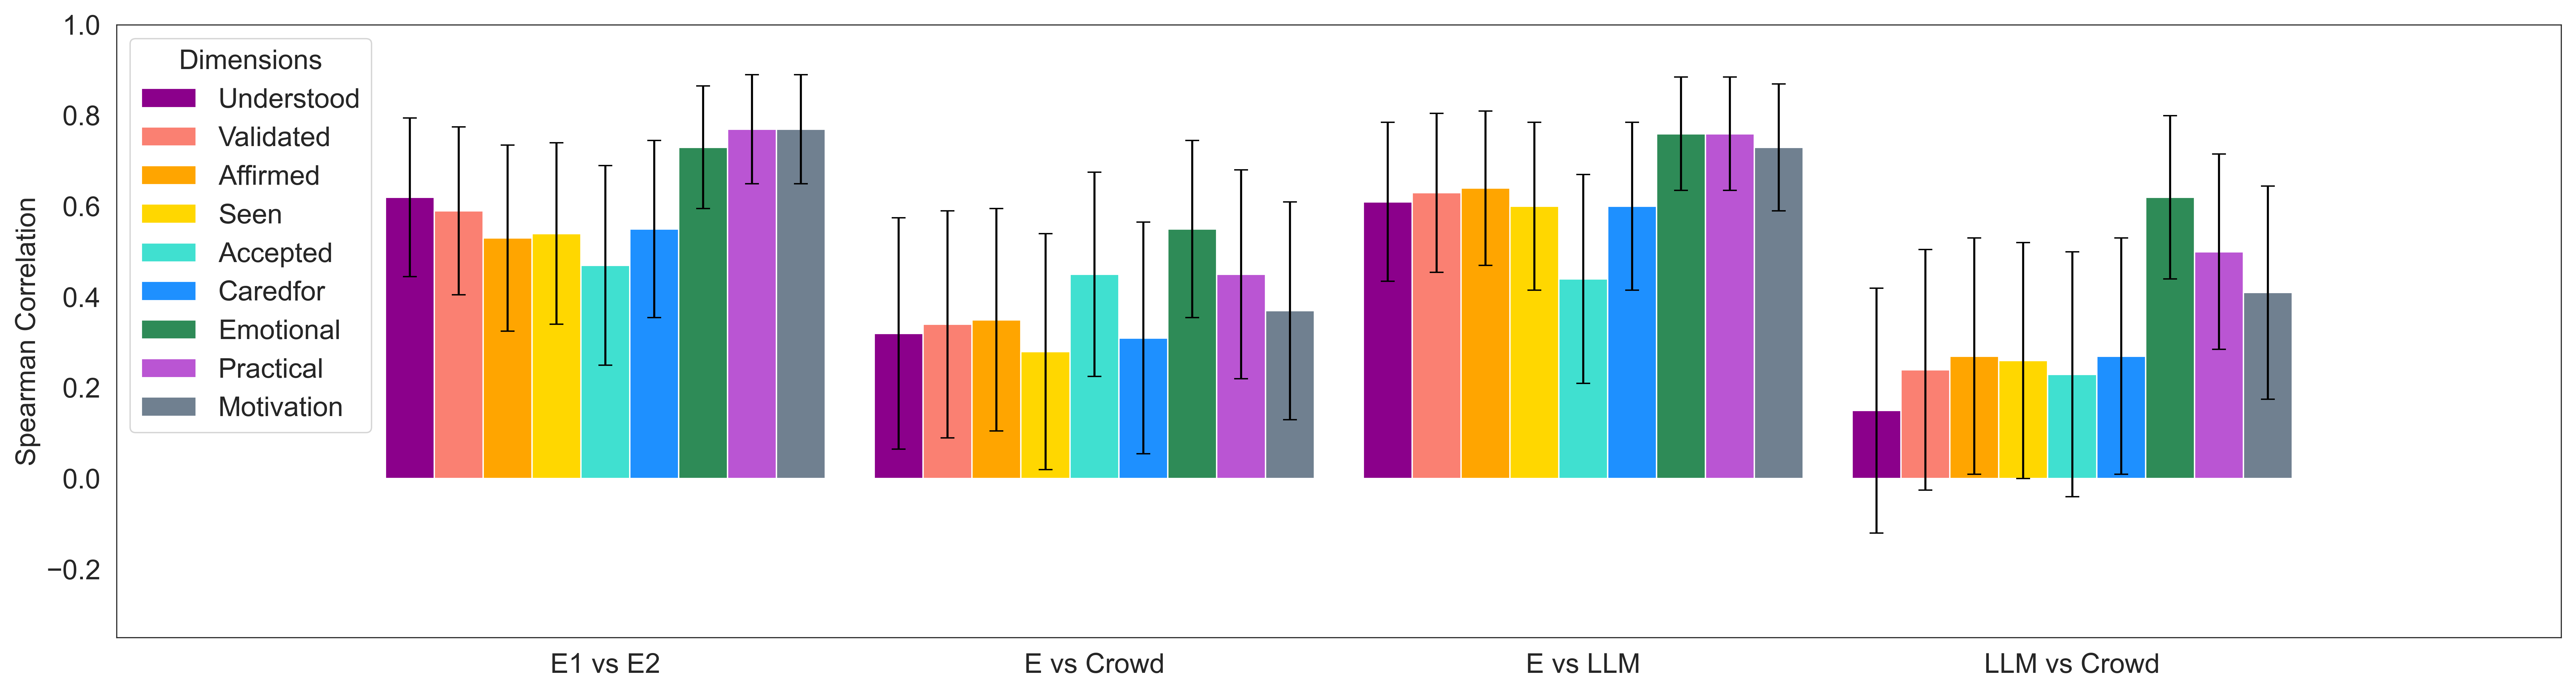 Spearman Correlation
1.0
0.8
0.6
0.4
0.2
0.0
−0.2
Dimensions
Understood
Validated
Affirmed
Seen
Accepted
Caredfor
Emotional
Practical
Motivation
E1 vs E2
E vs Crowd
E vs LLM
LLM vs Crowd